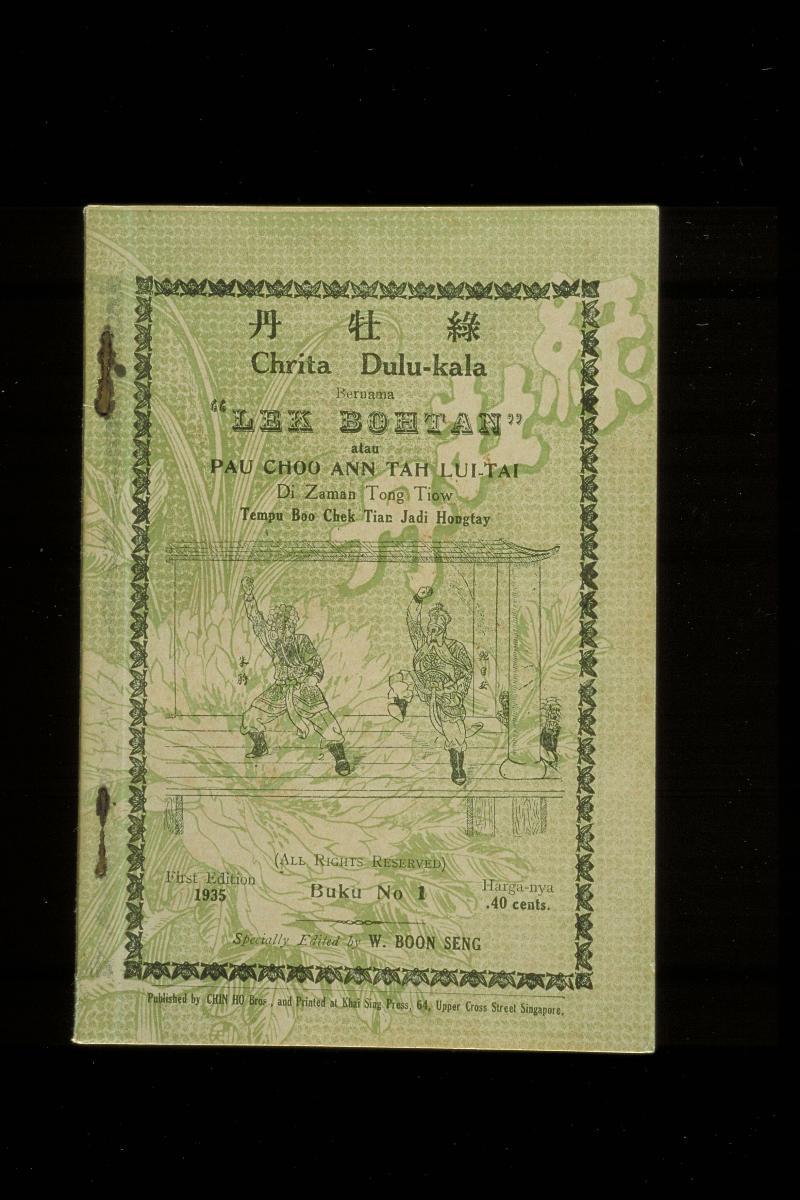 丹 牡 綠
綠牡丹
Chrita Dulu-kala
Bernama
"LEK BOHTAN"
atau
PAU CHOO ANN TAH LUI-TAI
Di Zaman Tong Tiow
Tempu Boo Chek Tian Jadi Hongtay
(ALL RIGHTS RESERVED)
First Edition
1935
Buku No 1
Harga-nya
.40 cents.
Specially Edited by W. BOON SENG
Published by CHIN HO Bros., and Printed at Khai Sing Press, 64, Upper Cross Street Singapore.